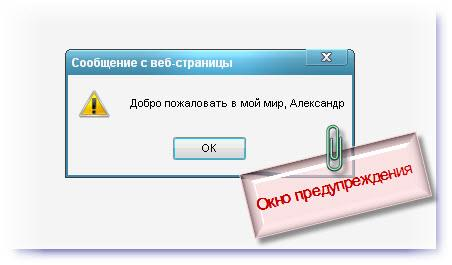 Сообщение с веб-страницы
Добро пожаловать в мой мир, Александр
OK
Окно предупреждения